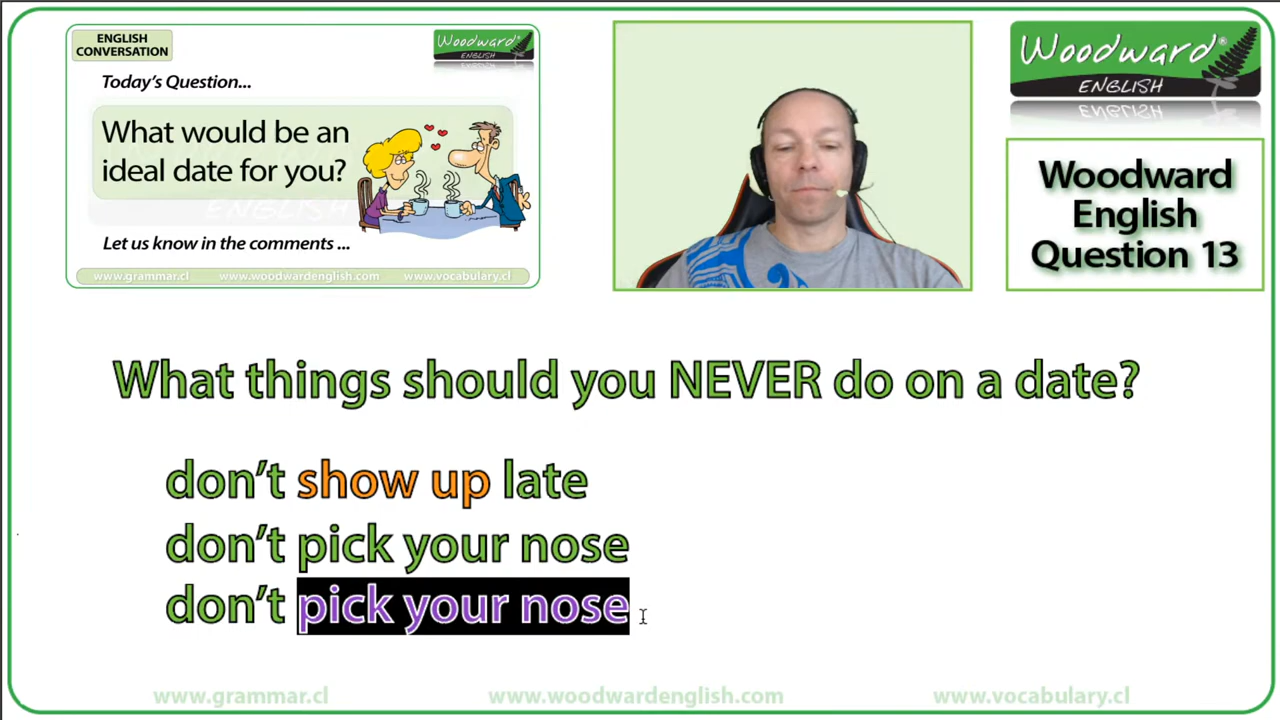 ENGLISH
CONVERSATION
Woodward
ENGLISH
Today's Question...
What would be an
ideal date for you?
Let us know in the comments ...
www.grammar.cl www.woodwardenglish.com www.vocabulary.cl
Woodward®
ENGLISH
Woodward
English
Question 13
What things should you NEVER do on a date?
don't show up late
don't pick your nose
don't pick your nose
www.grammar.cl www.woodwardenglish.com www.vocabulary.cl